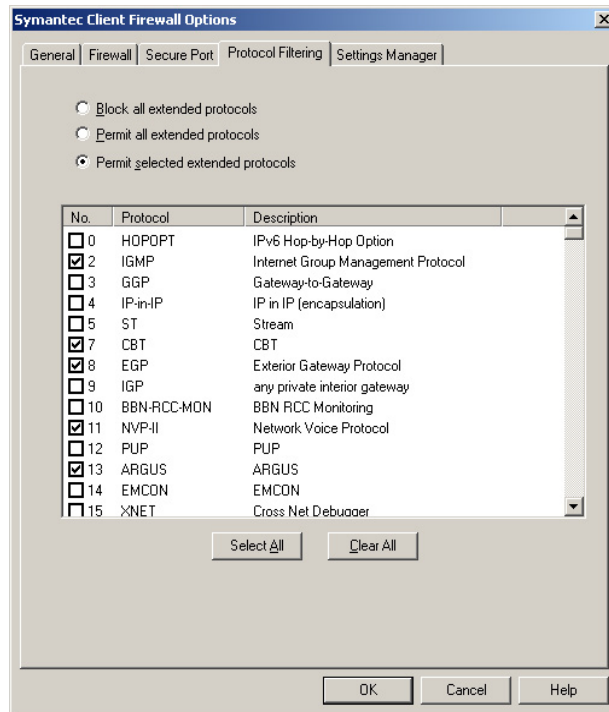 Symantec Client Firewall Options
General Firewall Secure Port Protocol Filtering Settings Manager
Block all extended protocols
Permit all extended protocols
Permit selected extended protocols
No. Protocol Description
0 HOPOPT IPv6 Hop-by-Hop Option
2 IGMP Internet Group Management Protocol
3 GGP Gateway-to-Gateway
4 IP-in-IP IP in IP (encapsulation)
5 ST Stream
7 CBT CBT
8 EGP Exterior Gateway Protocol
9 IGP any private interior gateway
10 BBN-RCC-MON BBN RCC Monitoring
11 NVP-II Network Voice Protocol
12 PUP PUP
13 ARGUS ARGUS
14 EMCON EMCON
15 XNET Cross Net Debugger
Select All Clear All
OK Cancel Help